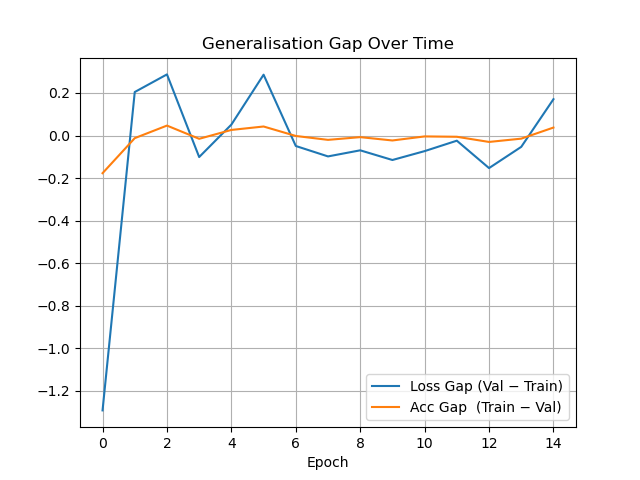 Generalisation Gap Over Time
0.2
0.0
−0.2
−0.4
−0.6
−0.8
−1.0
−1.2
Loss Gap (Val − Train)
Acc Gap  (Train − Val)
0 2 4 6 8 10 12 14
Epoch